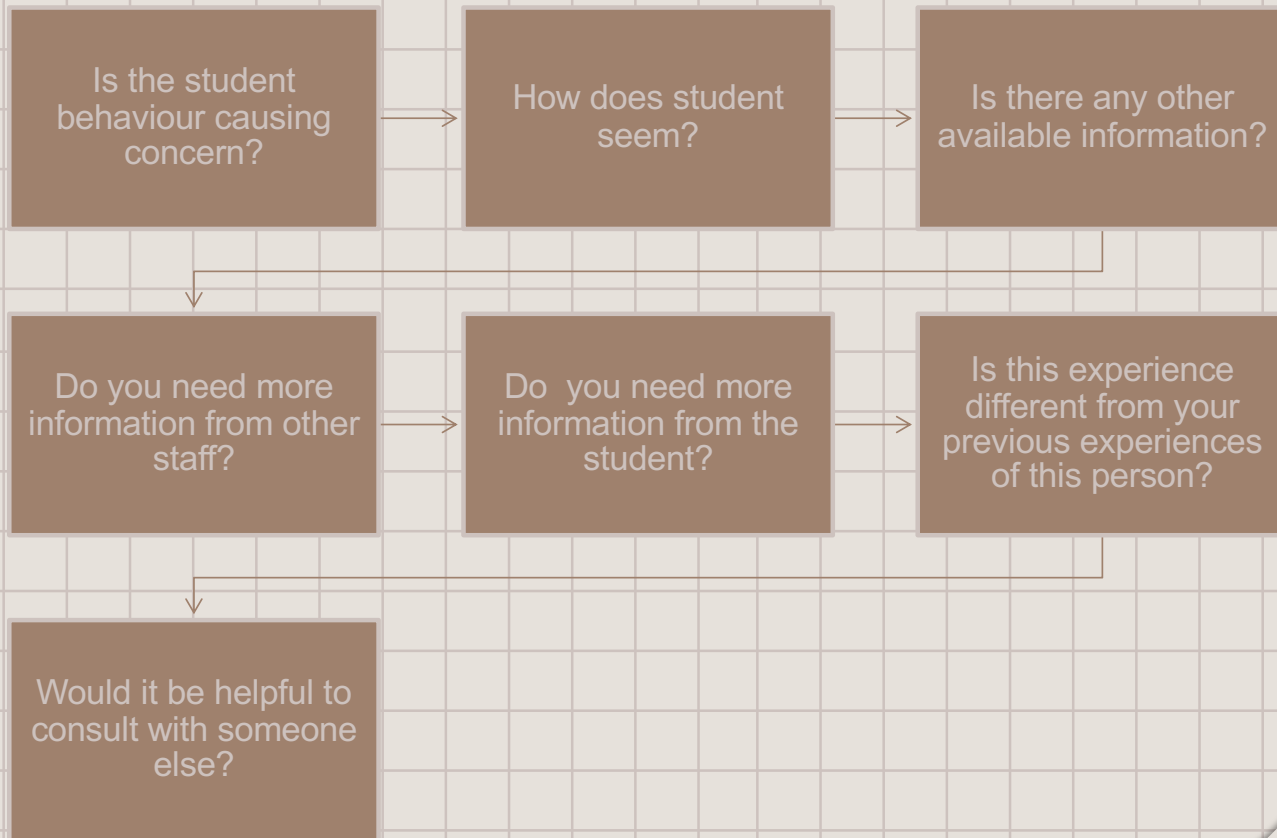 Is the student
behaviour causing
concern?
How does student
seem?
Is there any other
available information?
Do you need more
information from other
staff?
Do  you need more
information from the
student?
Is this experience
different from your
previous experiences
of this person?
Would it be helpful to
consult with someone
else?